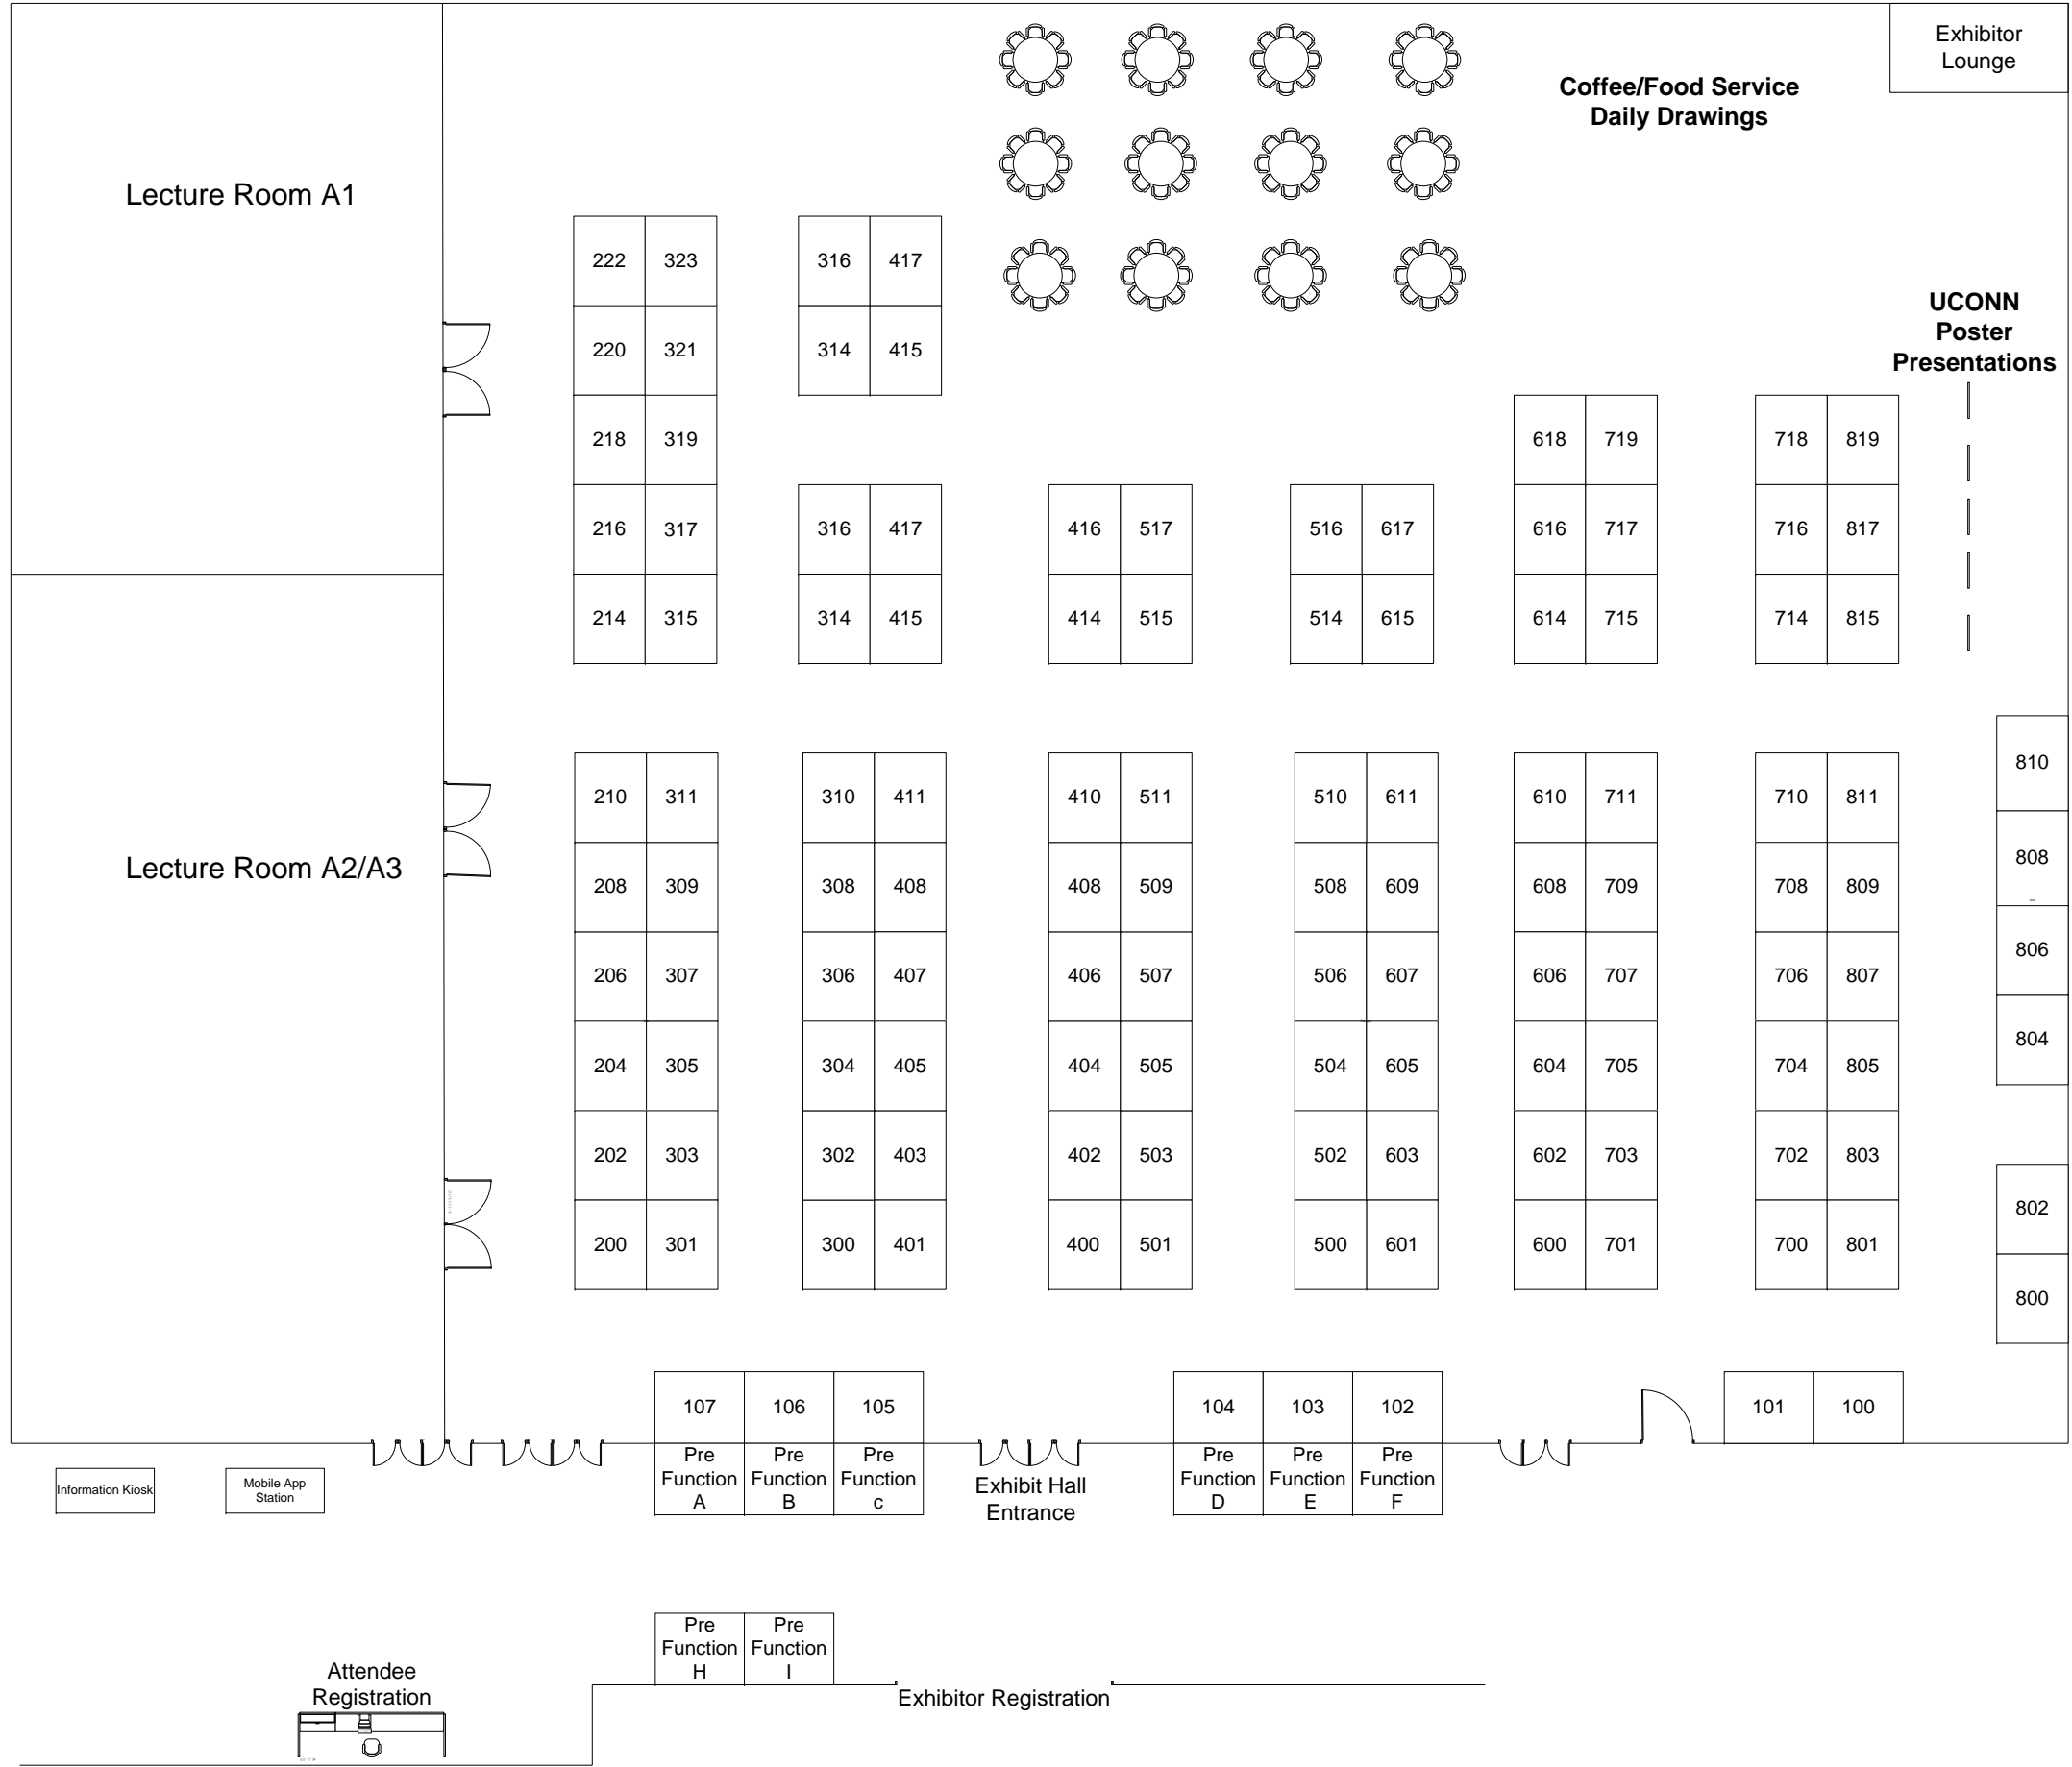 Exhibitor
Lounge
Coffee/Food Service
Daily Drawings
Lecture Room A1
222 323 316 417
UCONN
Poster
Presentations
220 321 314 415
218 319 618 719 718 819
216 317 316 417 416 517 516 617 616 717 716 817
214 315 314 415 414 515 514 615 614 715 714 815
810
210 311 310 411 410 511 510 611 610 711 710 811
Lecture Room A2/A3
808
208 309 308 408 408 509 508 609 608 709 708 809
806
206 307 306 407 406 507 506 607 606 707 706 807
804
204 305 304 405 404 505 504 605 604 705 704 805
202 303 302 403 402 503 502 603 602 703 702 803
802
200 301 300 401 400 501 500 601 600 701 700 801
800
107 106 105 104 103 102 101 100
Pre
Function
A
Pre
Function
B
Pre
Function
c
Exhibit Hall
Entrance
Pre
Function
D
Pre
Function
E
Pre
Function
F
Information Kiosk
Mobile App
Station
Pre
Function
H
Pre
Function
I
Attendee
Registration
Exhibitor Registration